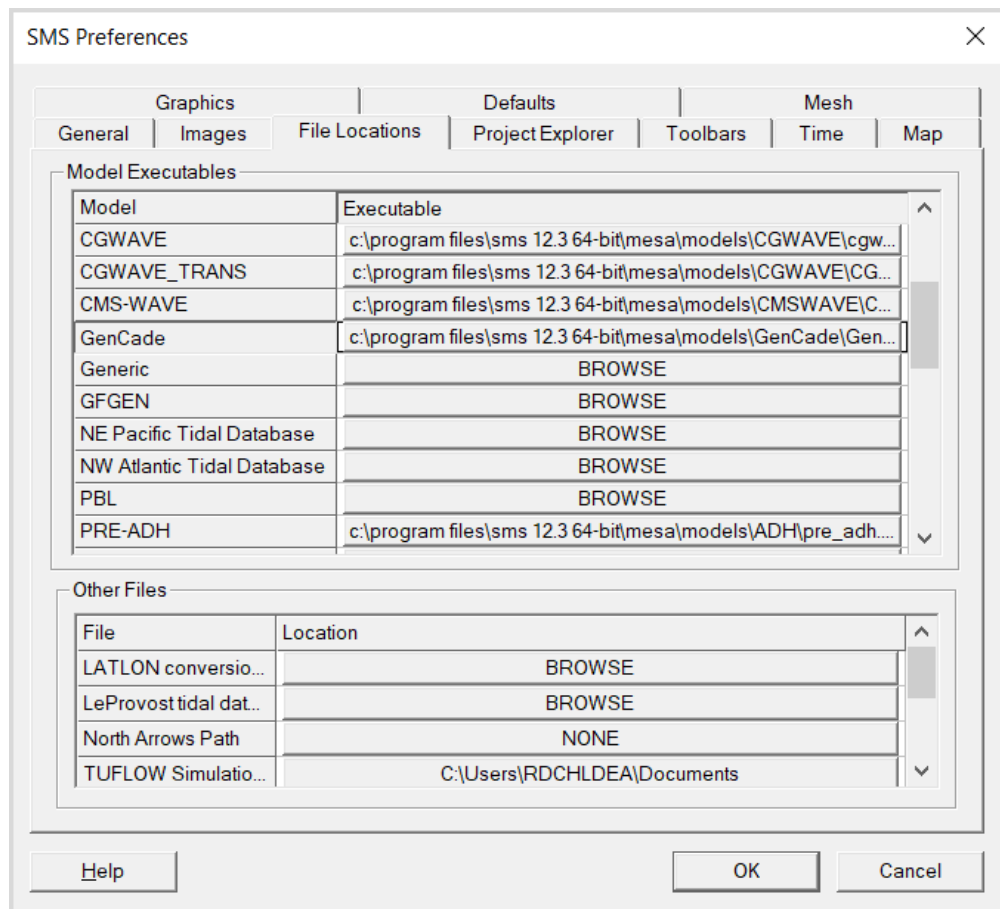 SMS Preferences
Graphics Defaults Mesh
General Images File Locations Project Explorer Toolbars Time Map
Model Executables
Model Executable
CGWAVE c:\program files\sms 12.3 64-bit\mesa\models\CGWAVE\cgw...
CGWAVE_TRANS c:\program files\sms 12.3 64-bit\mesa\models\CGWAVE\CG...
CMS-WAVE c:\program files\sms 12.3 64-bit\mesa\models\CMSWAVE\C...
GenCade c:\program files\sms 12.3 64-bit\mesa\models\GenCade\Gen...
Generic BROWSE
GFGEN BROWSE
NE Pacific Tidal Database BROWSE
NW Atlantic Tidal Database BROWSE
PBL BROWSE
PRE-ADH c:\program files\sms 12.3 64-bit\mesa\models\ADH\pre_adh....
Other Files
File Location
LATLON conversio... BROWSE
LeProvost tidal dat... BROWSE
North Arrows Path NONE
TUFLOW Simulatio... C:\Users\RDCHLDEA\Documents
Help OK Cancel